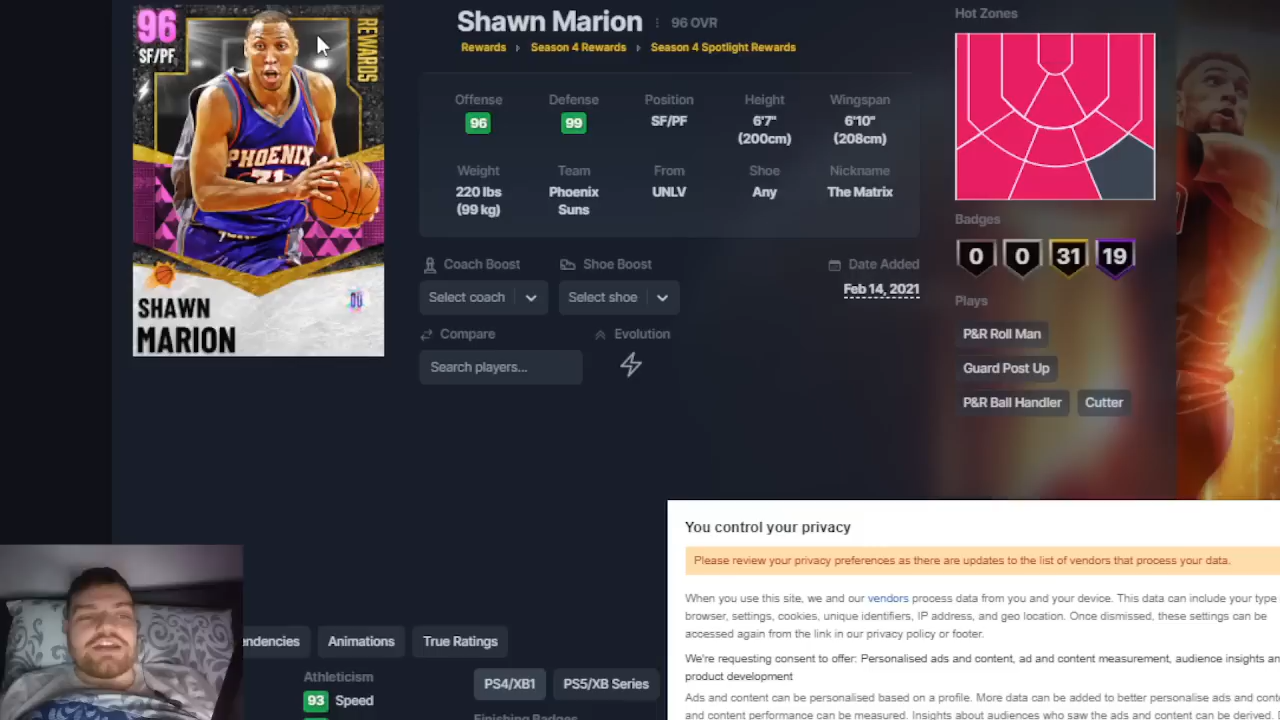 96
SF/PF
REWARDS
PHOENIX
31
SHAWN
MARION
Shawn Marion
96 OVR
Rewards
Season 4 Rewards
Season 4 Spotlight Rewards
Offense
Defense
Position
Height
Wingspan
96
99
SF/PF
6'7"
6'10"
(200cm)
(208cm)
Weight
Team
From
Shoe
Nickname
220 lbs
Phoenix
UNLV
Any
The Matrix
(99 kg)
Suns
Coach Boost
Shoe Boost
Date Added
Select coach
Select shoe
Feb 14, 2021
Compare
Evolution
Search players...
Hot Zones
Badges
0
0
31
19
Plays
P&R Roll Man
Guard Post Up
P&R Ball Handler
Cutter
You control your privacy
Please review your privacy preferences as there are updates to the list of vendors that process your data.
When you use this site, we and our vendors process data from you and your device. This data can include your type
browser, settings, cookies, unique identifiers, IP address, and geo location. Once dismissed, these settings can be
accessed again from the link in our privacy policy or footer.
We're requesting consent to offer: Personalised ads and content, ad and content measurement, audience insights an
product development
Ads and content can be personalised based on a profile. More data can be added to better personalise ads and cont
and content performance can be measured. Insights about audiences who saw the ads and content can be derived.
endencies
Animations
True Ratings
Athleticism
93 Speed
PS4/XB1
PS5/XB Series
Finishing Badges